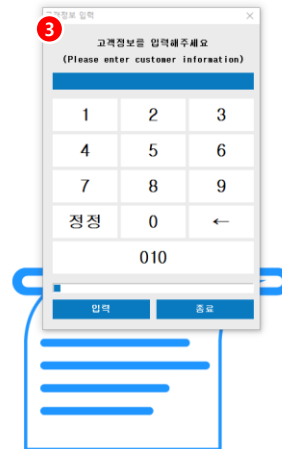 고객정보 입력
3
고객정보를 입력해주세요
(Please enter customer information)
1 2 3
4 5 6
7 8 9
정정 0 ←
010
입력 종료